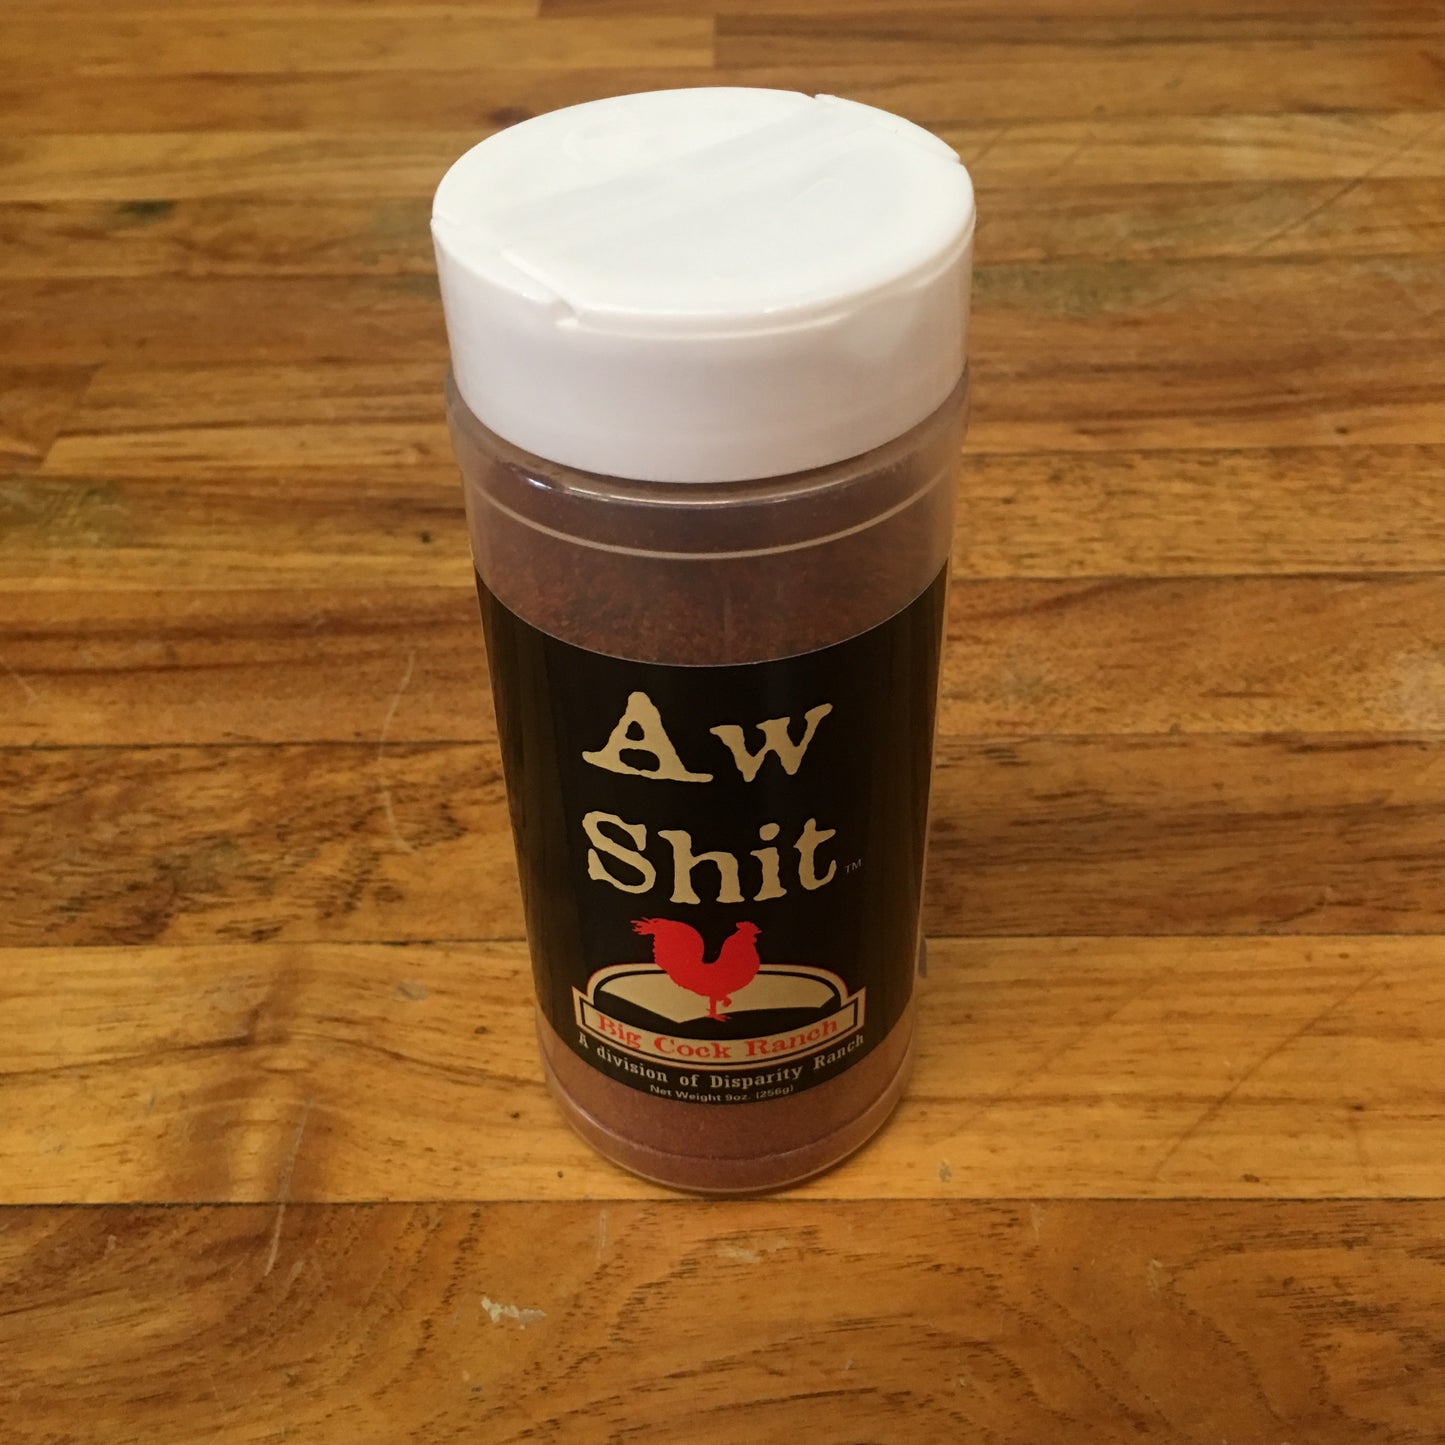 Aw
Shit™
Big Cock Ranch
A division of Disparity Ranch
Net Weight 9oz. (256g)